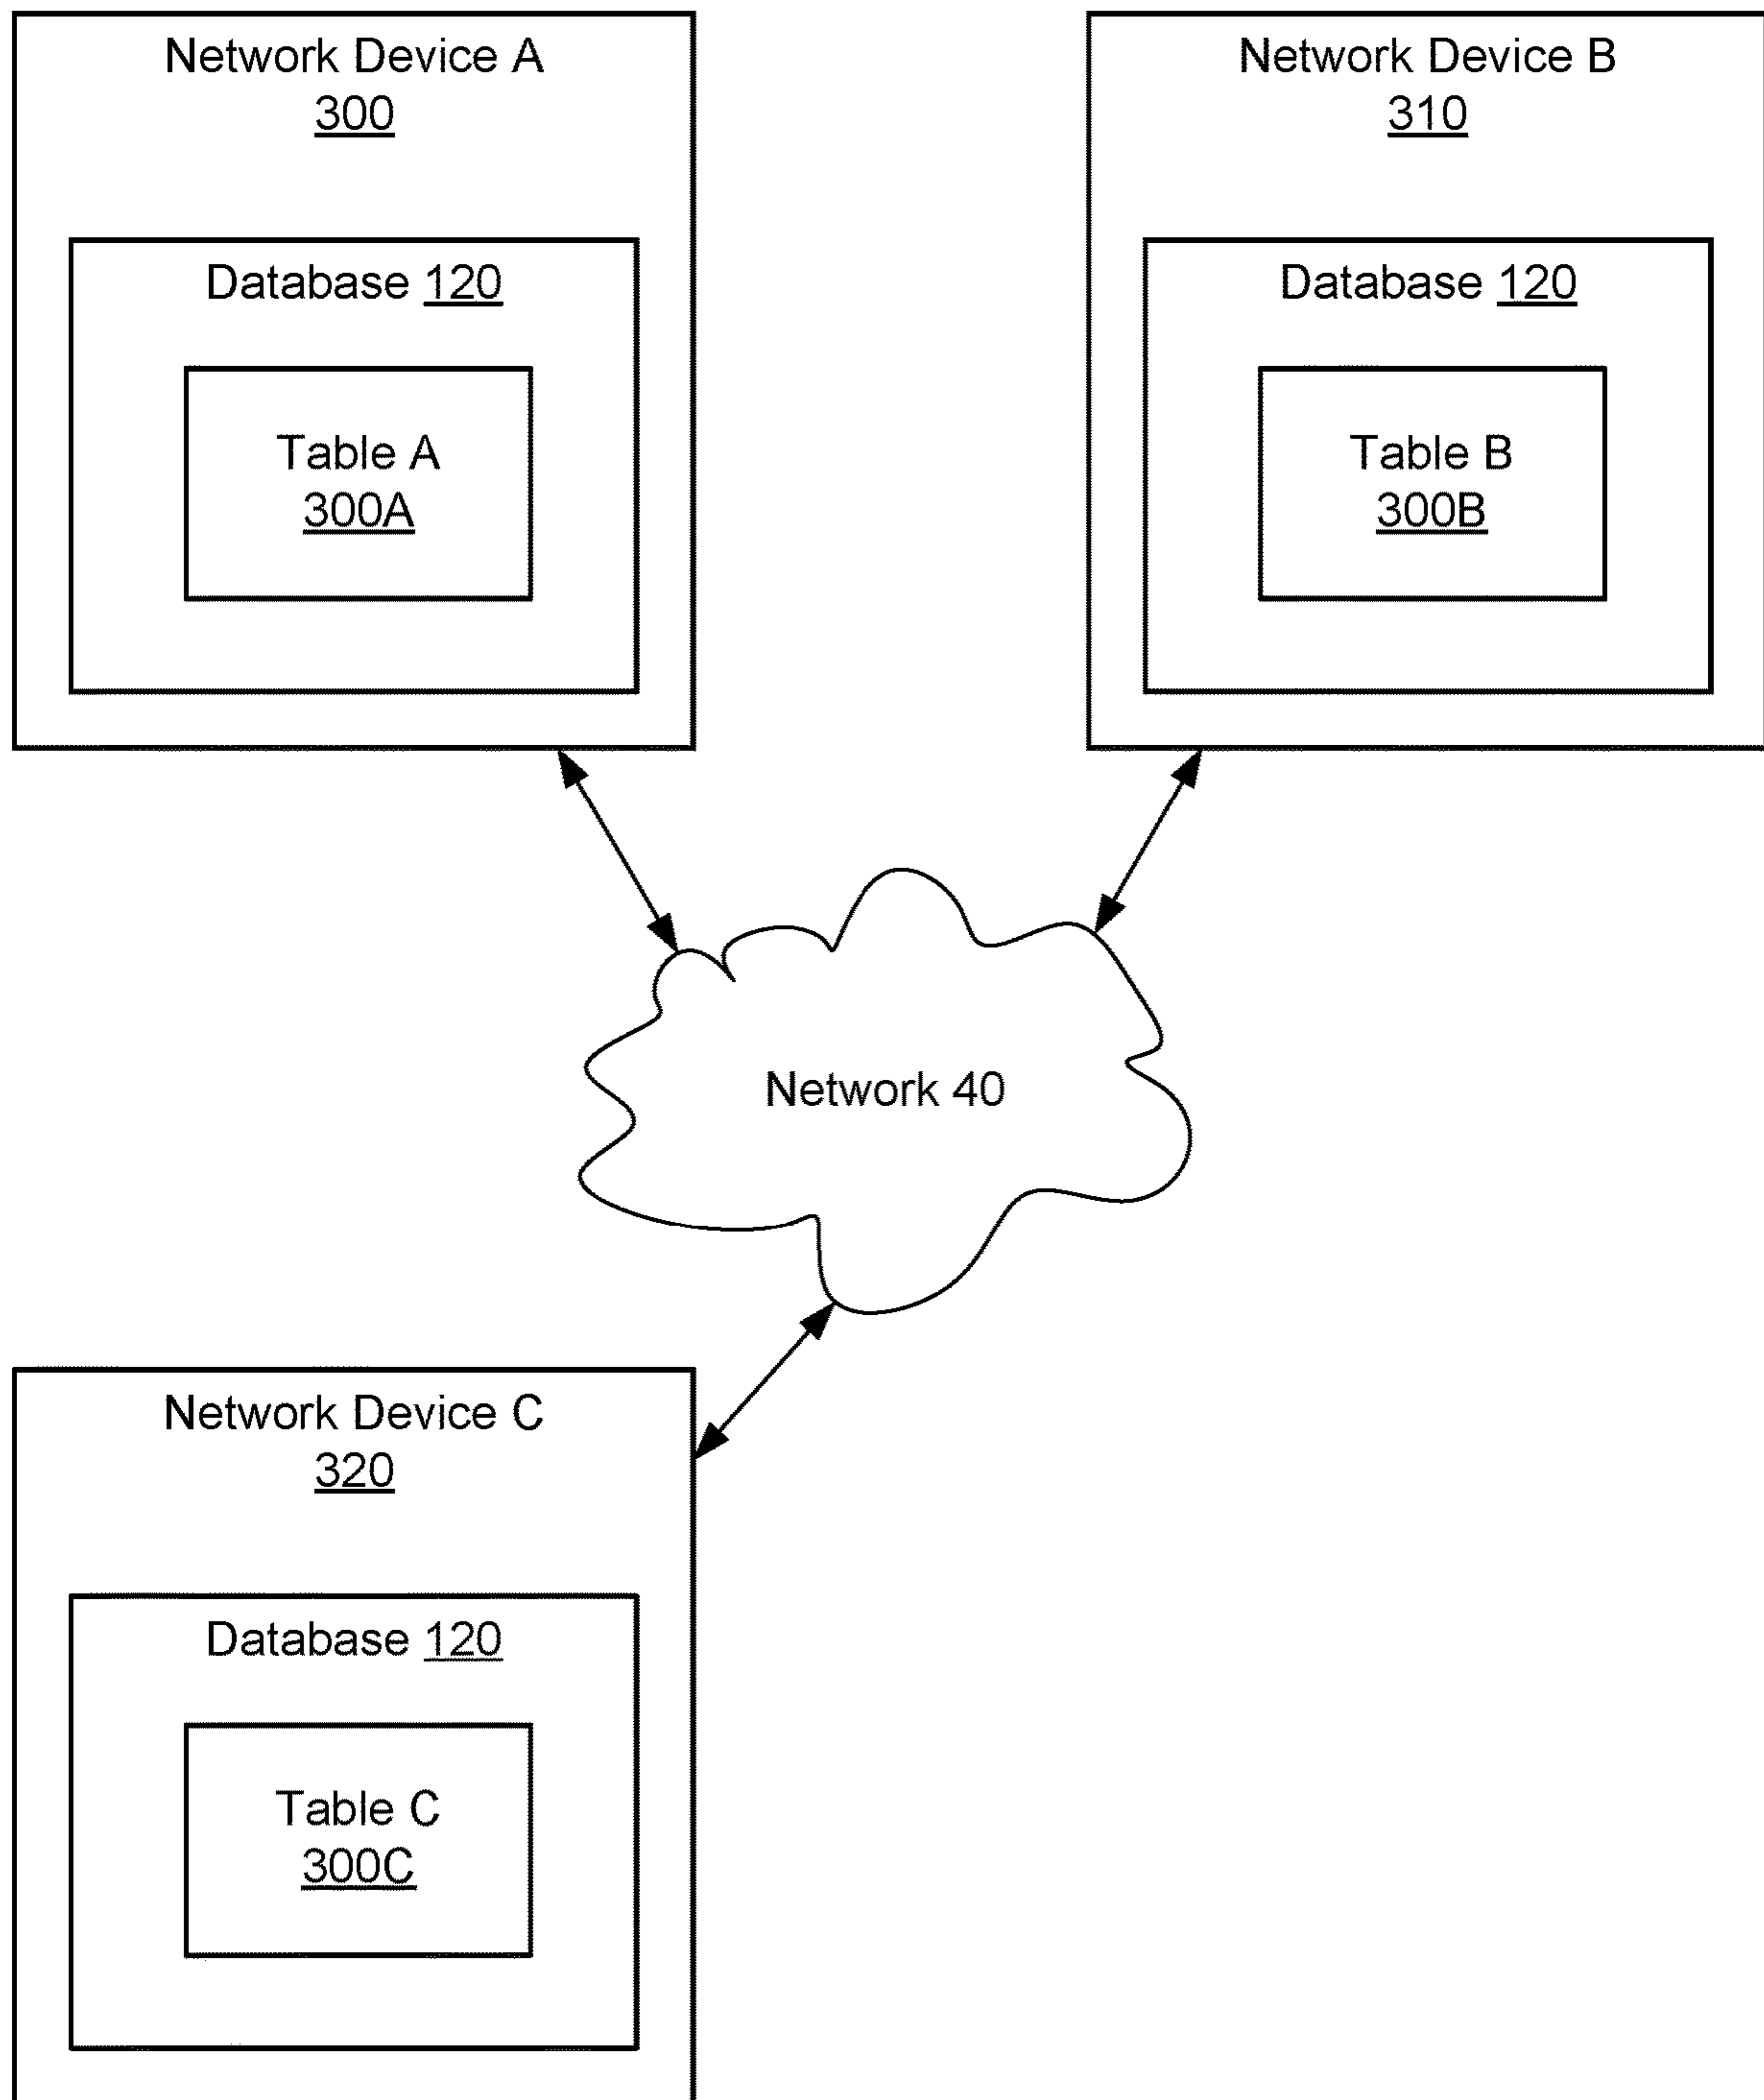 Network Device A
300
Database 120
Table A
300A
Network Device B
310
Database 120
Table B
300B
Network 40
Network Device C
320
Database 120
Table C
300C